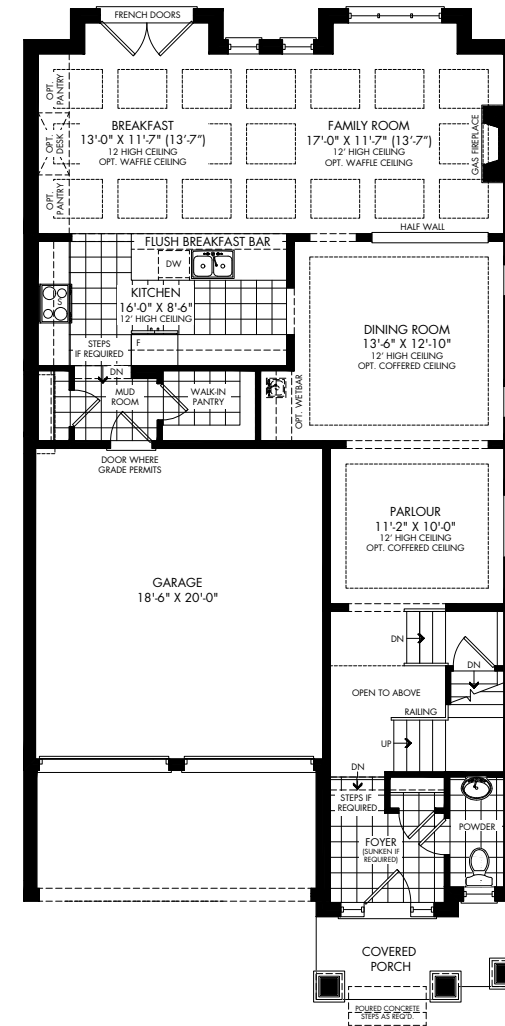 FRENCH DOORS
OPT.
PANTRY
OPT.
DESK
OPT.
PANTRY
BREAKFAST
13'-0" X 11'-7" (13'-7")
12 HIGH CEILING
OPT. WAFFLE CEILING
FAMILY ROOM
17'-0" X 11'-7" (13'-7")
12' HIGH CEILING
OPT. WAFFLE CEILING
GAS FIREPLACE
HALF WALL
FLUSH BREAKFAST BAR
DW
S
KITCHEN
16'-0" X 8'-6"
12' HIGH CEILING
F
STEPS
IF REQUIRED
DN
MUD
ROOM
WALK-IN
PANTRY
OPT. WETBAR
DINING ROOM
13'-6" X 12'-10"
12' HIGH CEILING
OPT. COFFERED CEILING
DOOR WHERE
GRADE PERMITS
PARLOUR
11'-2" X 10'-0"
12' HIGH CEILING
OPT. COFFERED CEILING
GARAGE
18'-6" X 20'-0"
DN
DN
OPEN TO ABOVE
RAILING
UP
DN
STEPS IF
REQUIRED
FOYER
(SUNKEN IF
REQUIRED)
POWDER
COVERED
PORCH
POURED CONCRETE
STEPS AS REQ'D.